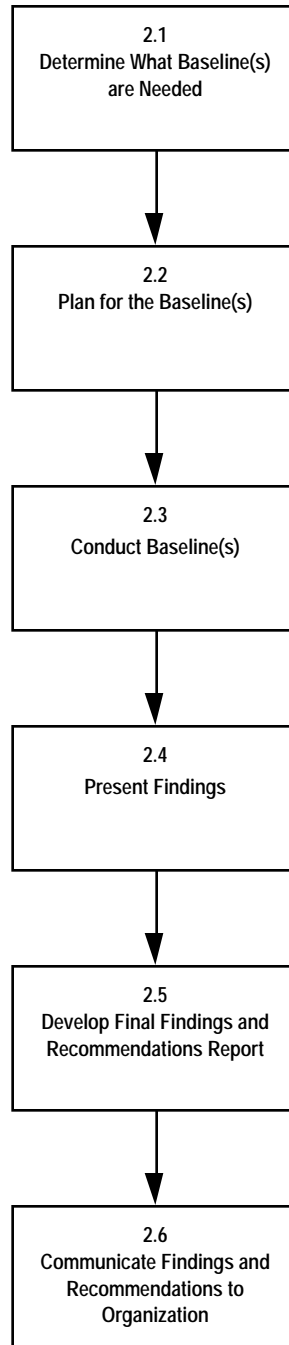 2.1
Determine What Baseline(s)
are Needed
2.2
Plan for the Baseline(s)
2.3
Conduct Baseline(s)
2.4
Present Findings
2.5
Develop Final Findings and
Recommendations Report
2.6
Communicate Findings and
Recommendations to
Organization